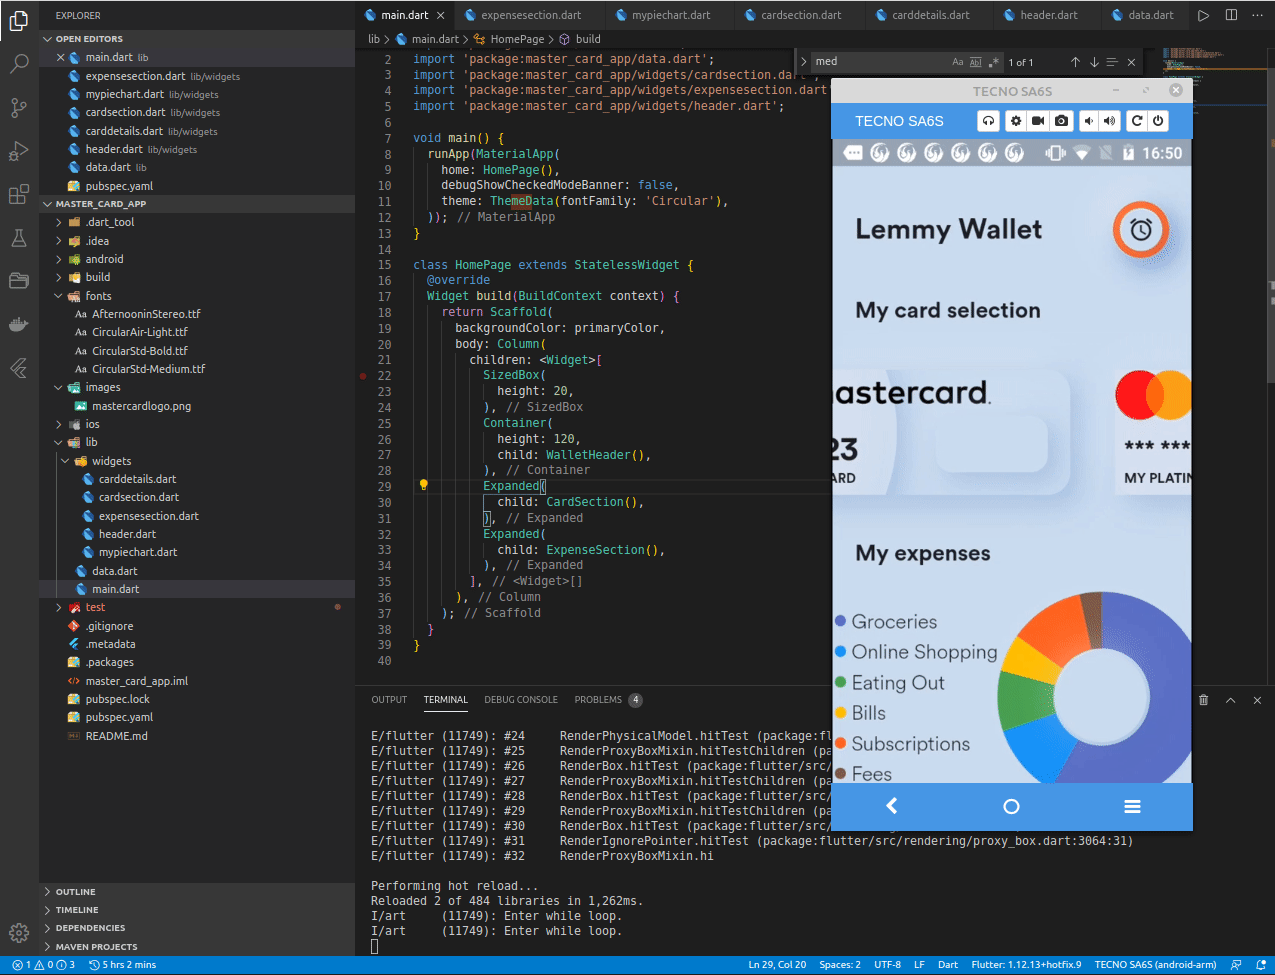 EXPLORER
OPEN EDITORS
main.dart lib
expensesection.dart lib/widgets
mypiechart.dart lib/widgets
cardsection.dart lib/widgets
carddetails.dart lib/widgets
header.dart lib/widgets
data.dart lib
pubspec.yaml
MASTER_CARD_APP
.dart_tool
.idea
android
build
fonts
Aa AfternooninStereo.ttf
Aa CircularAir-Light.ttf
Aa CircularStd-Bold.ttf
Aa CircularStd-Medium.ttf
images
mastercardlogo.png
ios
lib
widgets
carddetails.dart
cardsection.dart
expensesection.dart
header.dart
mypiechart.dart
data.dart
main.dart
test
.gitignore
.metadata
.packages
master_card_app.iml
pubspec.lock
pubspec.yaml
README.md
OUTLINE
TIMELINE
DEPENDENCIES
MAVEN PROJECTS
main.dart
expensesection.dart
mypiechart.dart
cardsection.dart
carddetails.dart
header.dart
data.dart
lib > main.dart > HomePage > build
med
Aa Abl .* 1 of 1
2 import 'package:master_card_app/data.dart';
3 import 'package:master_card_app/widgets/cardsection.dart';
4 import 'package:master_card_app/widgets/expensesection.dart'
5 import 'package:master_card_app/widgets/header.dart';
6
7 void main() {
8 runApp(MaterialApp(
9 home: HomePage(),
10 debugShowCheckedModeBanner: false,
11 theme: ThemeData(fontFamily: 'Circular'),
12 )); // MaterialApp
13 }
14
15 class HomePage extends StatelessWidget {
16 @override
17 Widget build(BuildContext context) {
18 return Scaffold(
19 backgroundColor: primaryColor,
20 body: Column(
21 children: <Widget>[
22 SizedBox(
23 height: 20,
24 ), // SizedBox
25 Container(
26 height: 120,
27 child: WalletHeader(),
28 ), // Container
29 Expanded(
30 child: CardSection(),
31 ), // Expanded
32 Expanded(
33 child: ExpenseSection(),
34 ), // Expanded
35 ], // <Widget>[]
36 ), // Column
37 ); // Scaffold
38 }
39 }
40
TECNO SA6S
TECNO SA6S
16:50
Lemmy Wallet
My card selection
astercard.
23
ARD
*** ***
MY PLATIN
My expenses
Groceries
Online Shopping
Eating Out
Bills
Subscriptions
Fees
OUTPUT TERMINAL DEBUG CONSOLE PROBLEMS 4
E/flutter (11749): #24 RenderPhysicalModel.hitTest (package:fl
E/flutter (11749): #25 RenderProxyBoxMixin.hitTestChildren (pa
E/flutter (11749): #26 RenderBox.hitTest (package:flutter/src/
E/flutter (11749): #27 RenderProxyBoxMixin.hitTestChildren (pa
E/flutter (11749): #28 RenderBox.hitTest (package:flutter/src/
E/flutter (11749): #29 RenderProxyBoxMixin.hitTestChildren (pa
E/flutter (11749): #30 RenderBox.hitTest (package:flutter/src/
E/flutter (11749): #31 RenderIgnorePointer.hitTest (package:flutter/src/rendering/proxy_box.dart:3064:31)
E/flutter (11749): #32 RenderProxyBoxMixin.hi
Performing hot reload...
Reloaded 2 of 484 libraries in 1,262ms.
I/art (11749): Enter while loop.
I/art (11749): Enter while loop.
1 0 3 5 hrs 2 mins Ln 29, Col 20 Spaces: 2 UTF-8 LF Dart Flutter: 1.12.13+hotfix.9 TECNO SA6S (android-arm)